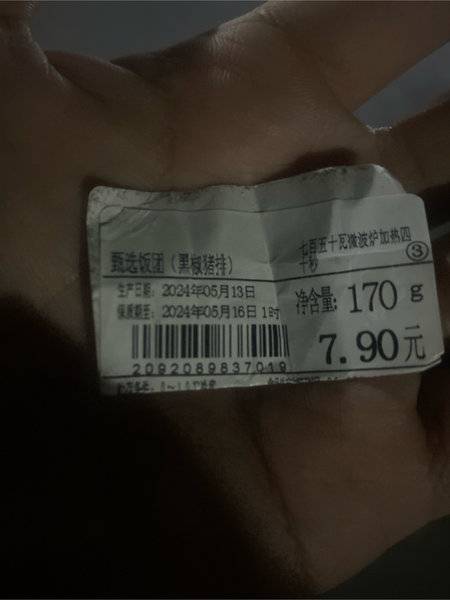 甄选饭团（黑椒猪排）
七百五十瓦微波炉加热四
十秒
③
生产日期：2024年05月13日
保质期至：2024年05月16日 1时
净含量：170 g
7.90元
2092089837019